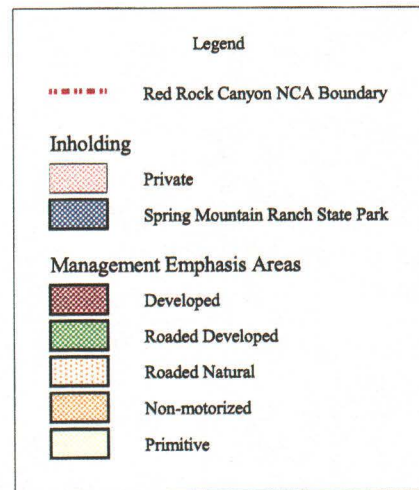 Legend
Red Rock Canyon NCA Boundary
Inholding
Private
Spring Mountain Ranch State Park
Management Emphasis Areas
Developed
Roaded Developed
Roaded Natural
Non-motorized
Primitive